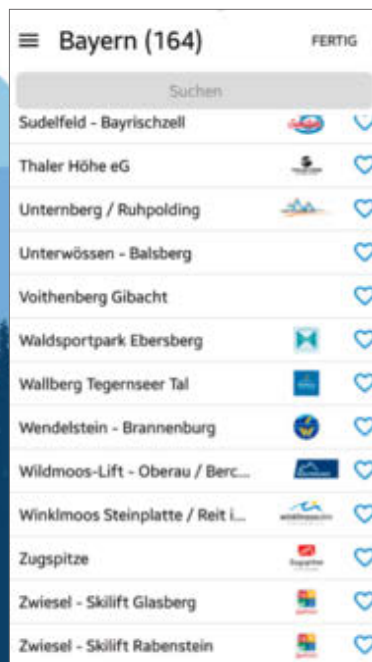 Bayern (164)
FERTIG
Suchen
Sudelfeld - Bayrischzell
Thaler Höhe eG
Unternberg / Ruhpolding
Unterwössen - Balsberg
Voithenberg Gibacht
Waldsportpark Ebersberg
Wallberg Tegernseer Tal
Wendelstein - Brannenburg
Wildmoos-Lift - Oberau / Berc...
Winklmoos Steinplatte / Reit i...
Zugspitze
Zugspitze
Zwiesel - Skilift Glasberg
Zwiesel - Skilift Rabenstein